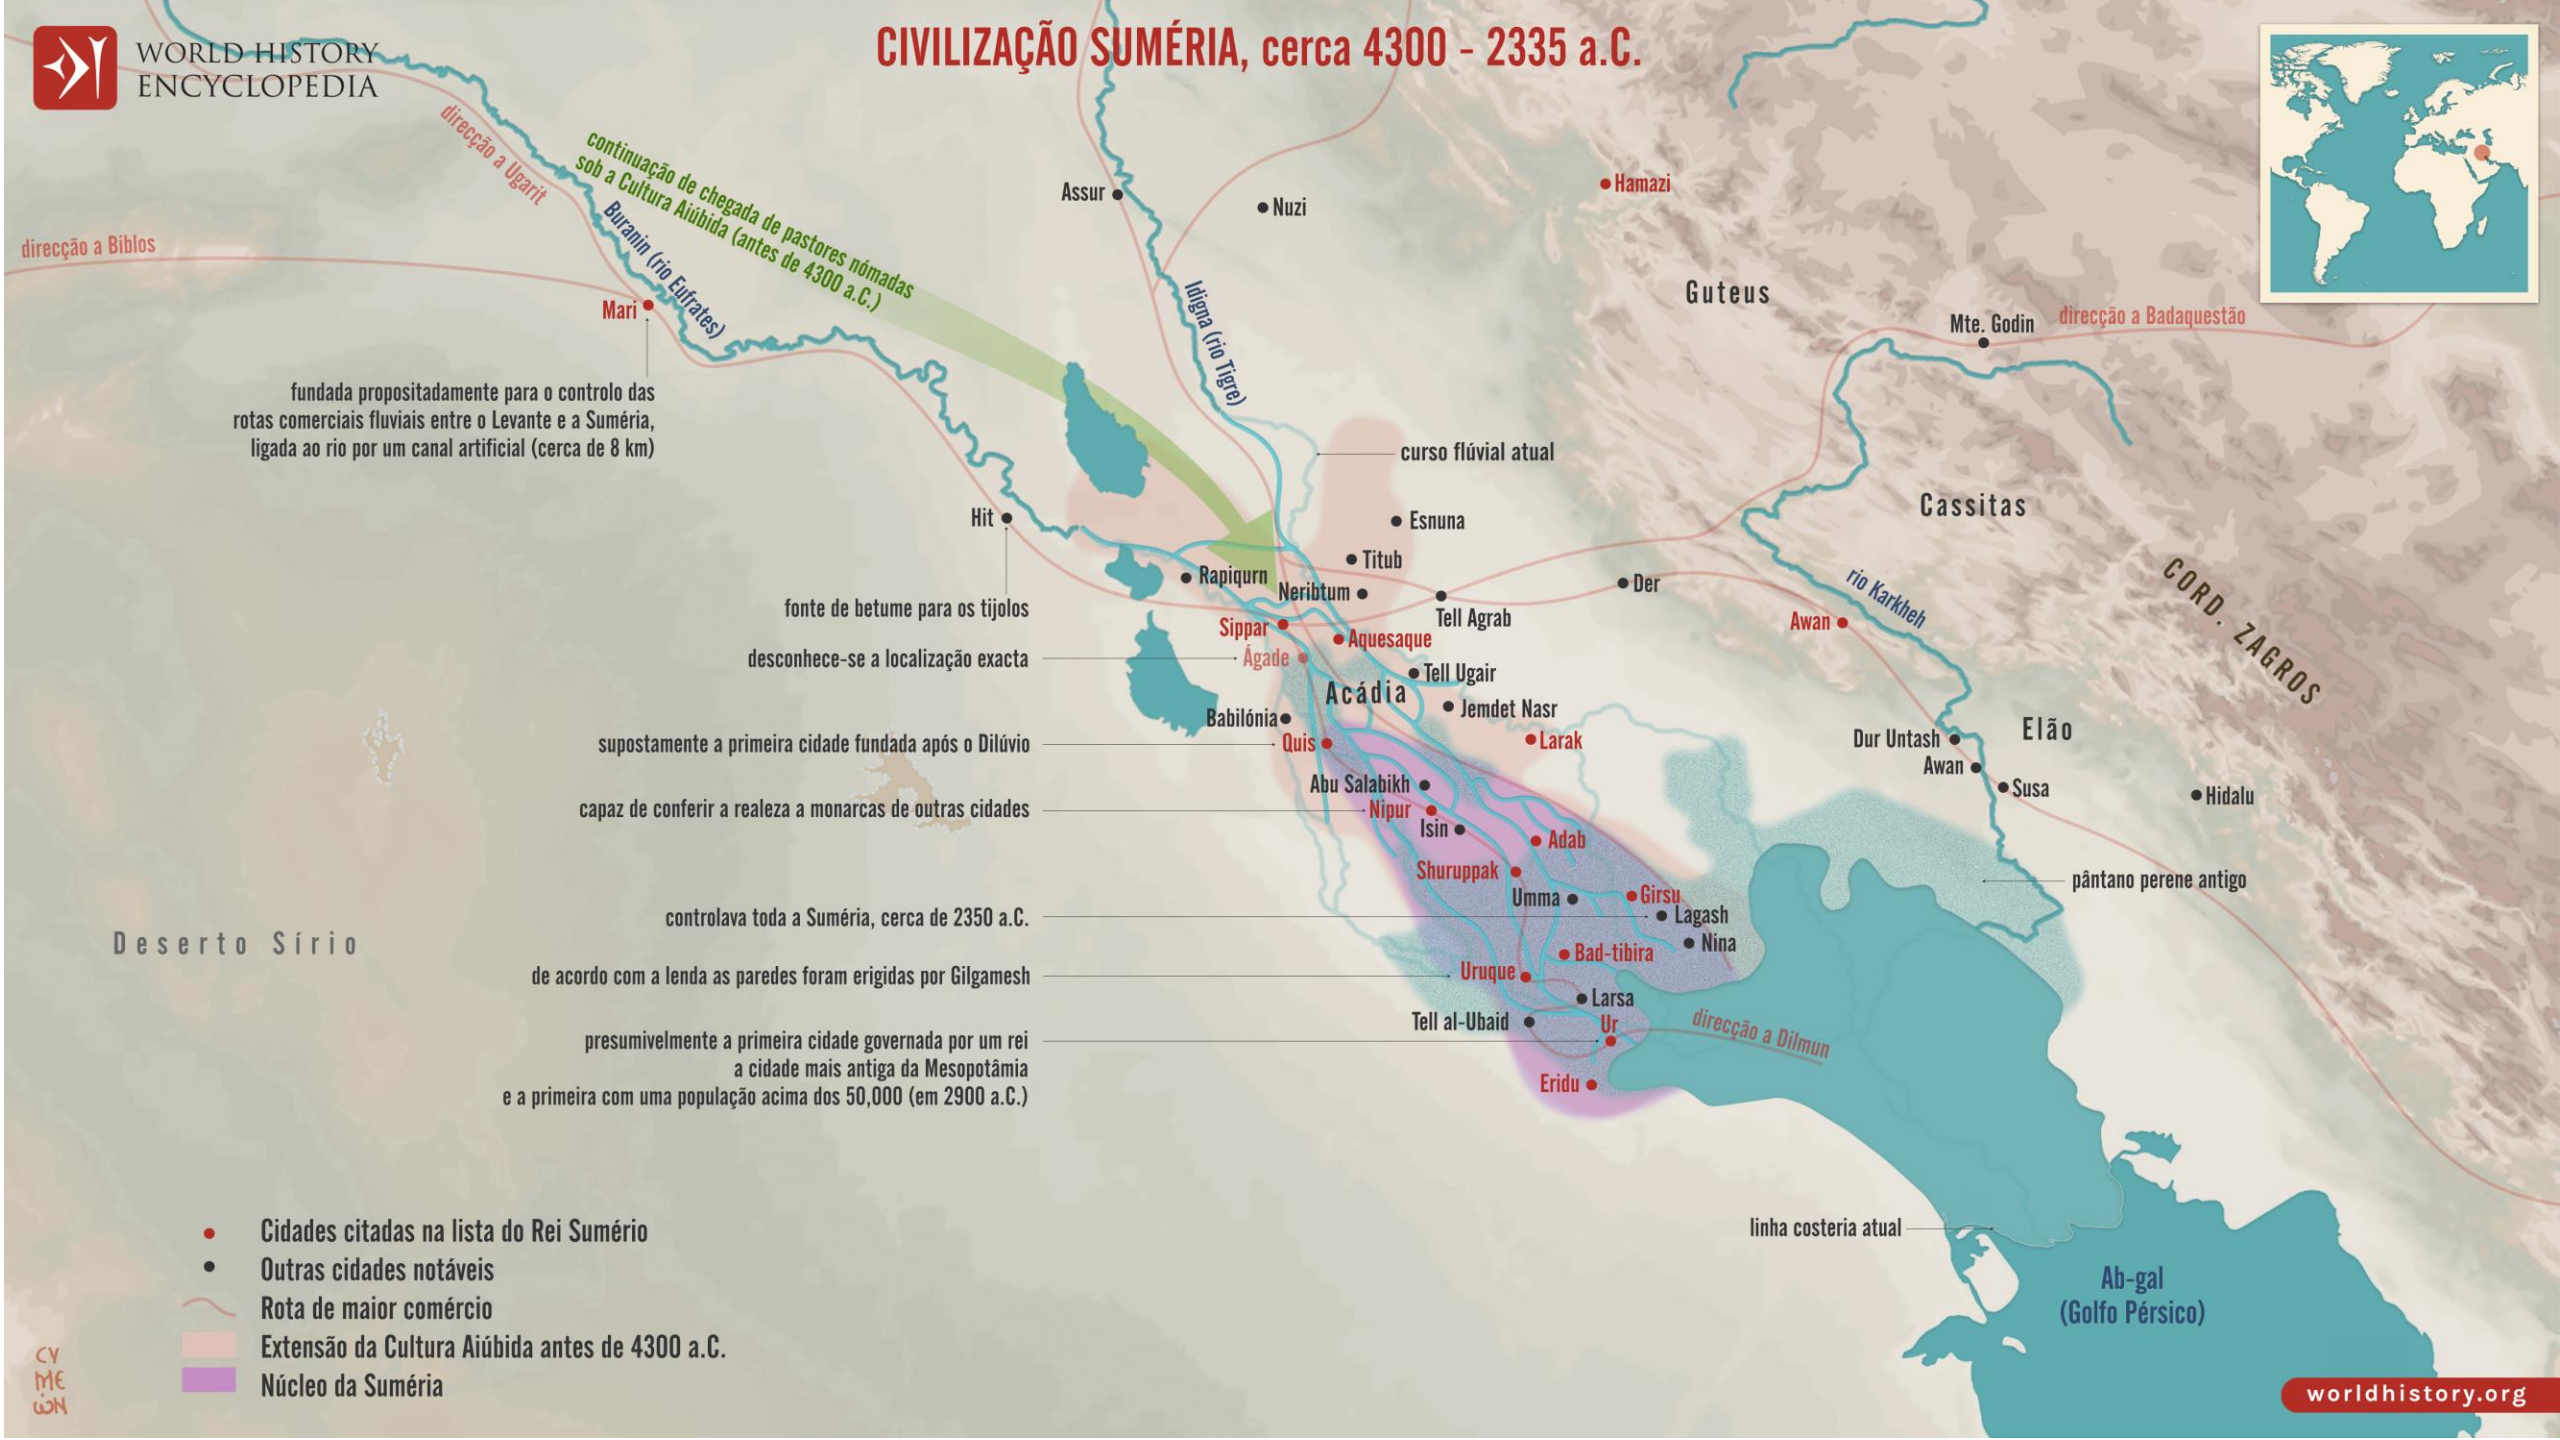 WORLD HISTORY
ENCYCLOPEDIA
CIVILIZAÇÃO SUMÉRIA, cerca 4300 - 2335 a.C.
direcção a Ugarit
continuação de chegada de pastores nómadas
sob a Cultura Aiúbida (antes de 4300 a.C.)
Assur
Nuzi
Hamazi
direcção a Biblos
Buranin (rio Eufrates)
Idigna (rio Tigre)
Guteus
Mte. Godin
direcção a Badaquestão
Mari
fundada propositadamente para o controlo das
rotas comerciais fluviais entre o Levante e a Suméria,
ligada ao rio por um canal artificial (cerca de 8 km)
curso flúvial atual
Cassitas
Hit
Esnuna
Titub
Rapiqurn
Neribtum
Der
Tell Agrab
rio Karkheh
CORD. ZAGROS
fonte de betume para os tijolos
Sippar
Aquesaque
Awan
desconhece-se a localização exacta
Ágade
Tell Ugair
Acádia
Jemdet Nasr
Babilónia
supostamente a primeira cidade fundada após o Dilúvio
Quis
Larak
Dur Untash
Elão
Awan
Susa
Hidalu
Abu Salabikh
capaz de conferir a realeza a monarcas de outras cidades
Nipur
Isin
Adab
Shuruppak
Umma
Girsu
pântano perene antigo
controlava toda a Suméria, cerca de 2350 a.C.
Lagash
Nina
Deserto Sírio
Bad-tibira
de acordo com a lenda as paredes foram erigidas por Gilgamesh
Uruque
Larsa
Tell al-Ubaid
Ur
direcção a Dilmun
presumivelmente a primeira cidade governada por um rei
a cidade mais antiga da Mesopotâmia
e a primeira com uma população acima dos 50,000 (em 2900 a.C.)
Eridu
linha costeria atual
Ab-gal
(Golfo Pérsico)
Cidades citadas na lista do Rei Sumério
Outras cidades notáveis
Rota de maior comércio
Extensão da Cultura Aiúbida antes de 4300 a.C.
Núcleo da Suméria
CY
ME
ωN
worldhistory.org